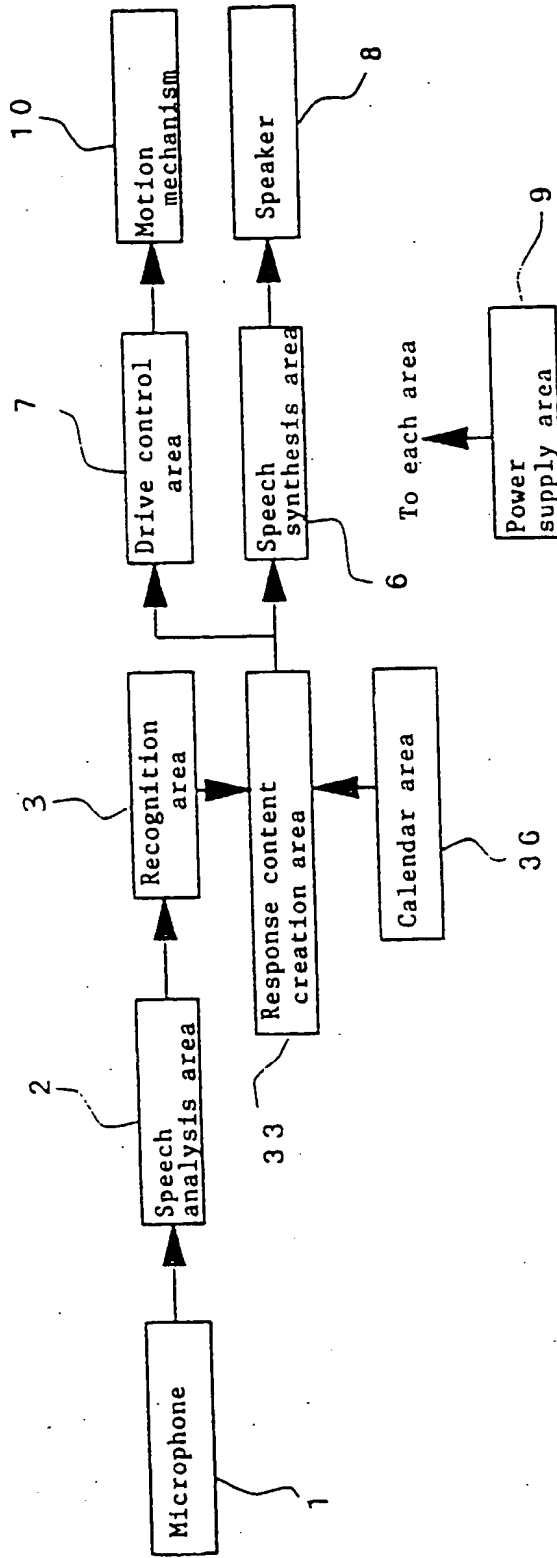 1
Microphone
2
Speech
analysis area
3
Recognition
area
33
Response content
creation area
Calendar area
36
7
Drive control
area
10
Motion
mechanism
Speech
synthesis area
6
Speaker
8
To each area
Power
supply area
9